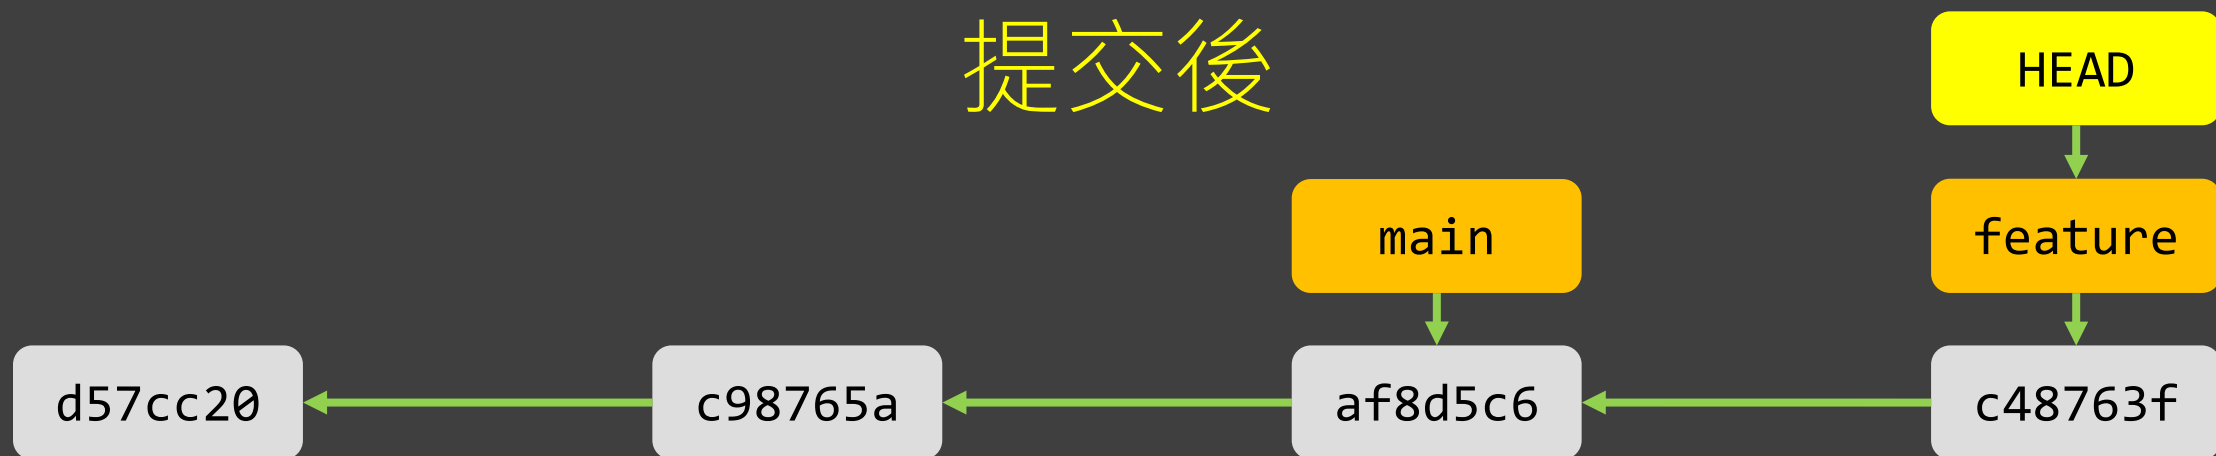 提交後
HEAD
main
feature
d57cc20
c98765a
af8d5c6
c48763f